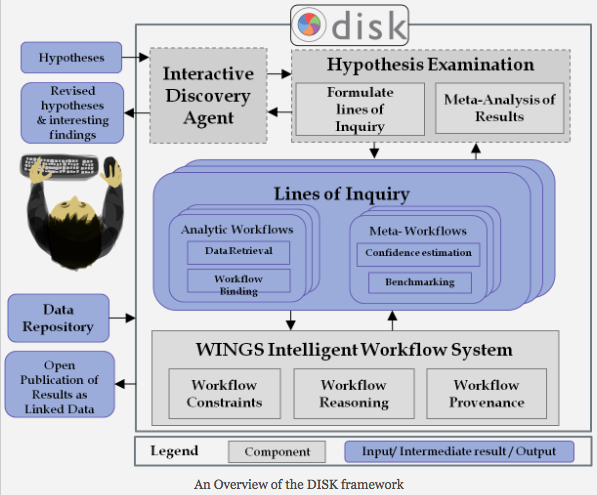 disk
Hypotheses
Revised
hypotheses
& interesting
findings
Interactive
Discovery
Agent
Hypothesis Examination
Formulate
lines of
Inquiry
Meta-Analysis of
Results
Lines of Inquiry
Analytic Workflows
Data Retrieval
Workflow
Binding
Meta- Workflows
Confidence estimation
Benchmarking
Data
Repository
Open
Publication of
Results as
Linked Data
WINGS Intelligent Workflow System
Workflow
Constraints
Workflow
Reasoning
Workflow
Provenance
Legend
Component
Input/ Intermediate result / Output
An Overview of the DISK framework